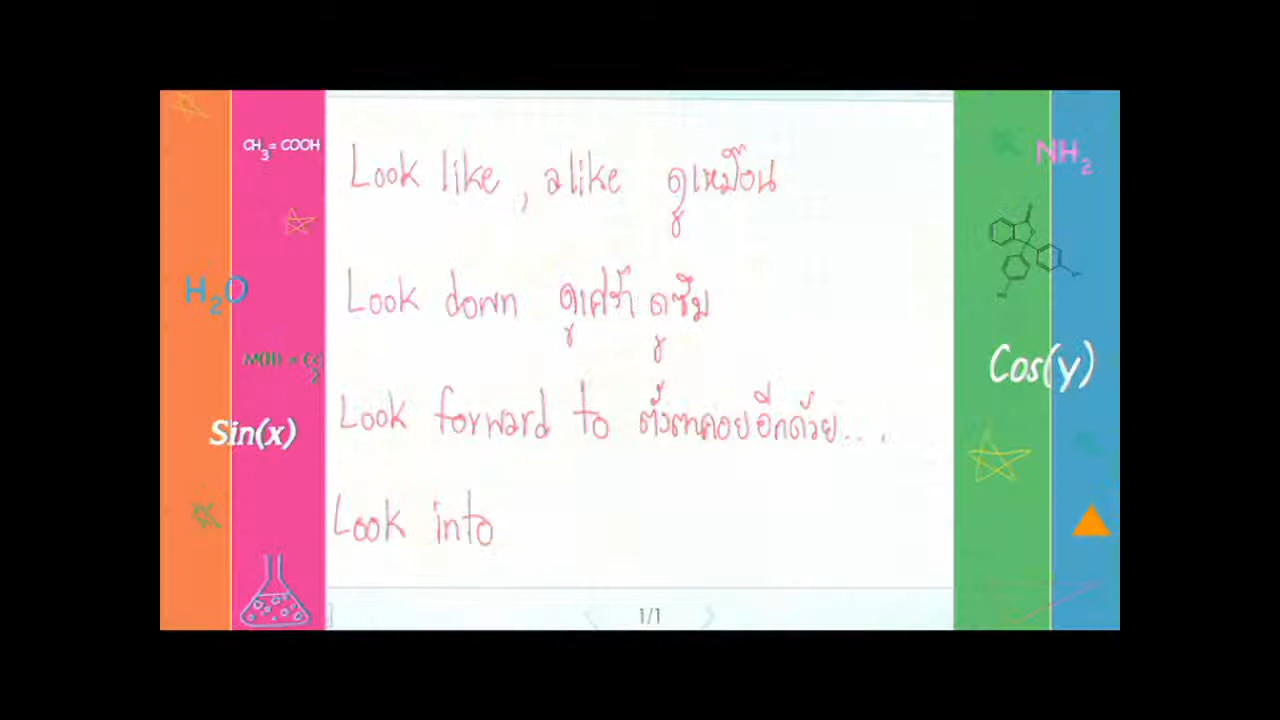 CH3=COOH
NH2
Look like, alike ดูเหมือน
H2O
Look down ดูเศร้า ดูซึม
M(H) = (x)
2
Cos(y)
Look forward to ตั้งตาคอยอีกด้วย....
Sin(x)
Look into
1/1